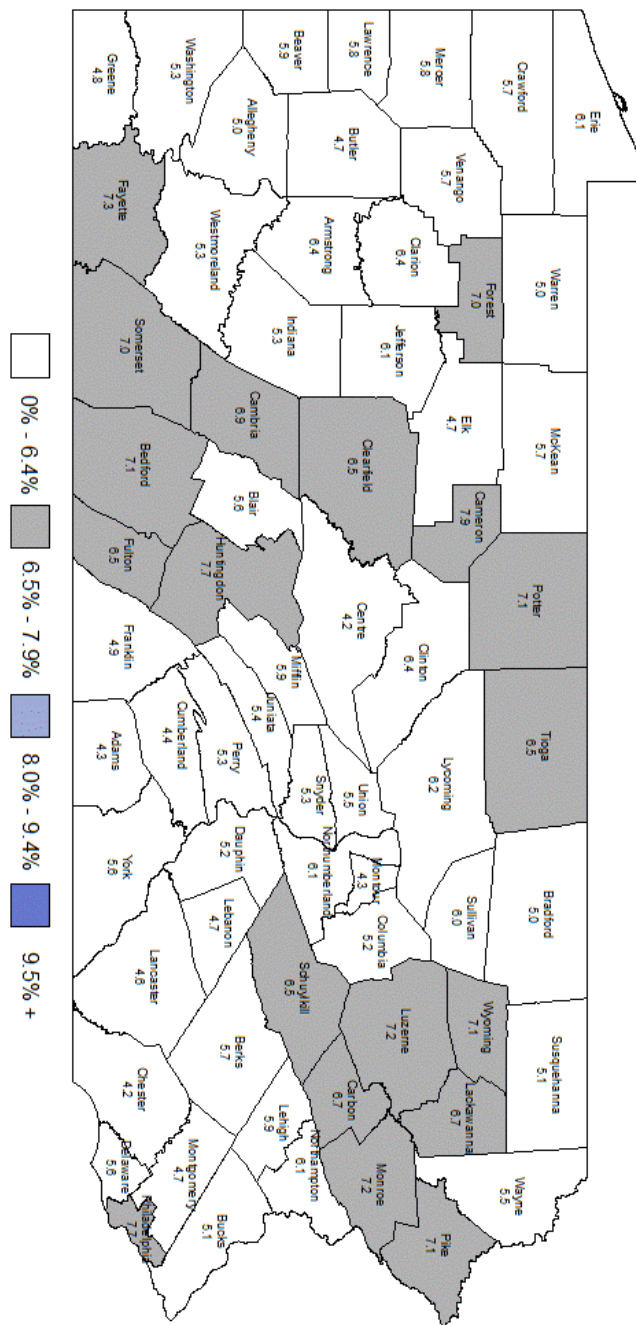 Erie
6.1
Crawford
5.7
Mercer
5.8
Lawrence
5.8
Beaver
5.9
Washington
5.3
Greene
4.8
Warren
5.0
Venango
5.7
Forest
7.0
Butler
4.7
Clarion
6.4
Armstrong
6.4
Allegheny
5.0
Westmoreland
5.3
Fayette
7.3
McKean
5.7
Elk
4.7
Jefferson
6.1
Indiana
5.3
Somerset
7.0
Cambria
6.9
Clearfield
6.5
Cameron
7.9
Potter
7.1
Clinton
6.4
Centre
4.2
Blair
5.6
Bedford
7.1
Huntingdon
7.7
Fulton
6.5
Franklin
4.9
Tioga
6.5
Lycoming
6.2
Union
5.5
Snyder
5.3
Mifflin
5.9
Juniata
5.4
Perry
5.3
Cumberland
4.4
Adams
4.3
Bradford
5.0
Sullivan
6.0
Montour
4.3
Columbia
5.2
Northumberland
6.1
Dauphin
5.2
York
5.6
Lebanon
4.7
Lancaster
4.6
Schuylkill
6.5
Susquehanna
5.1
Wyoming
7.1
Lackawanna
6.7
Luzerne
7.2
Carbon
6.7
Berks
5.7
Chester
4.2
Wayne
5.5
Pike
7.1
Monroe
7.2
Northampton
6.1
Lehigh
5.9
Bucks
5.1
Montgomery
4.7
Delaware
5.6
Philadelphia
7.7
0% - 6.4%
6.5% - 7.9%
8.0% - 9.4%
9.5% +